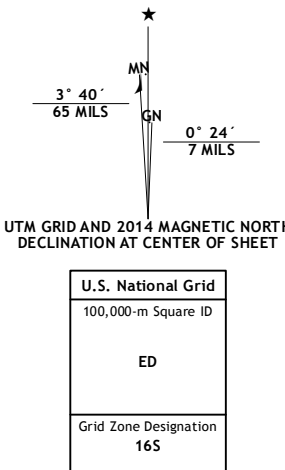 ★
MN
3° 40´
65 MILS
GN
0° 24´
7 MILS
UTM GRID AND 2014 MAGNETIC NORTH
DECLINATION AT CENTER OF SHEET
U.S. National Grid
100,000-m Square ID
ED
Grid Zone Designation
16S